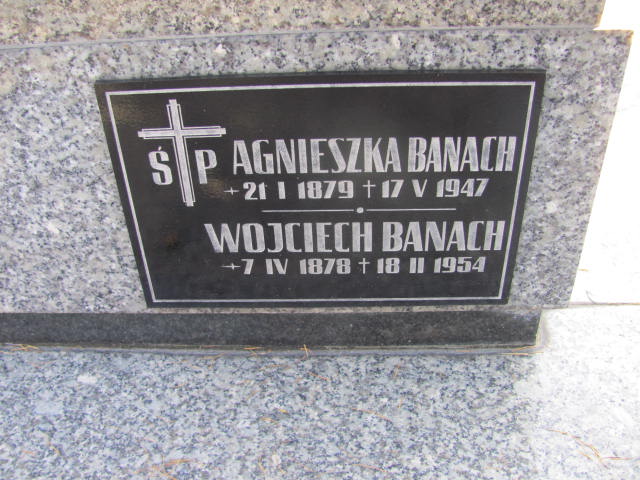 ŚP AGNIESZKA BANACH
+21 I 1879 † 17 V 1947
WOJCIECH BANACH
+7 IV 1878 † 18 II 1954